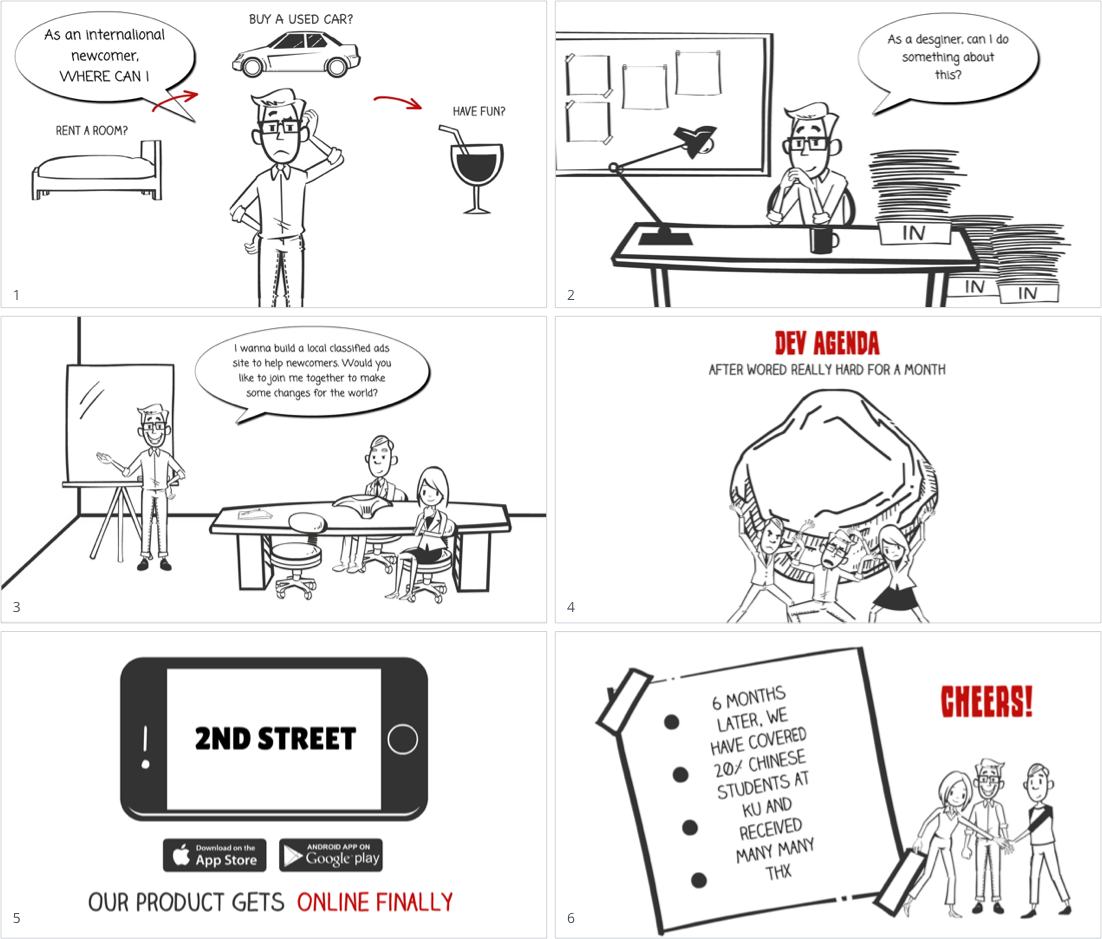 As an international
newcomer,
WHERE CAN I
BUY A USED CAR?
RENT A ROOM?
HAVE FUN?
1
As a desginer, can I do
something about
this?
IN
IN
IN
2
I wanna build a local classified ads
site to help newcomers. Would you
like to join me together to make
some changes for the world?
3
DEV AGENDA
AFTER WORED REALLY HARD FOR A MONTH
4
2ND STREET
Download on the
App Store
ANDROID APP ON
Google play
OUR PRODUCT GETS ONLINE FINALLY
5
6 MONTHS
LATER, WE
HAVE COVERED
20% CHINESE
STUDENTS AT
KU AND
RECEIVED
MANY MANY
THX
CHEERS!
6